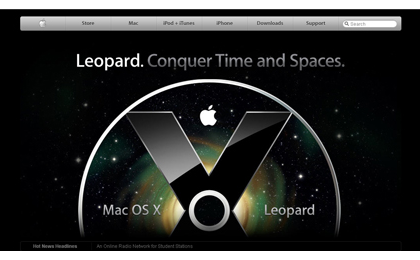 Store Mac iPod + iTunes iPhone Downloads Support Search
Leopard. Conquer Time and Spaces.
X
Mac OS X Leopard
Hot News Headlines An Online Radio Network for Student Stations